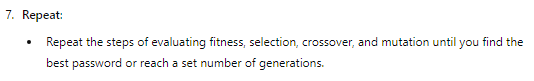 7. Repeat:
• Repeat the steps of evaluating fitness, selection, crossover, and mutation until you find the
best password or reach a set number of generations.